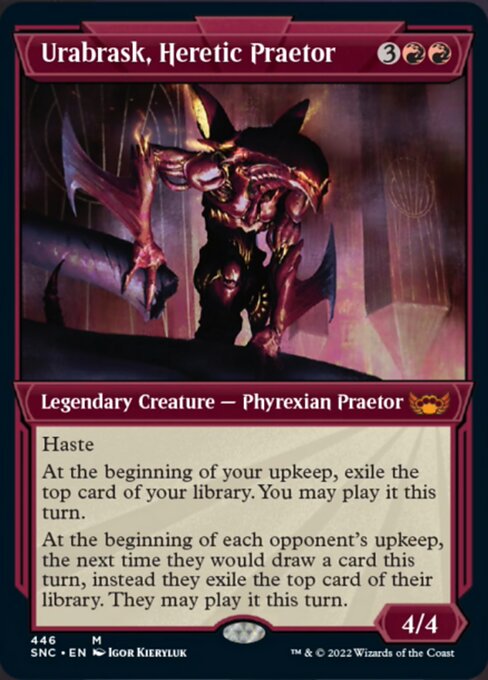 Urabrask, Heretic Praetor 3
Legendary Creature — Phyrexian Praetor
Haste
At the beginning of your upkeep, exile the
top card of your library. You may play it this
turn.
At the beginning of each opponent's upkeep,
the next time they would draw a card this
turn, instead they exile the top card of their
library. They may play it this turn.
4/4
446 M
SNC • EN Igor Kieryluk
™ & © 2022 Wizards of the Coast